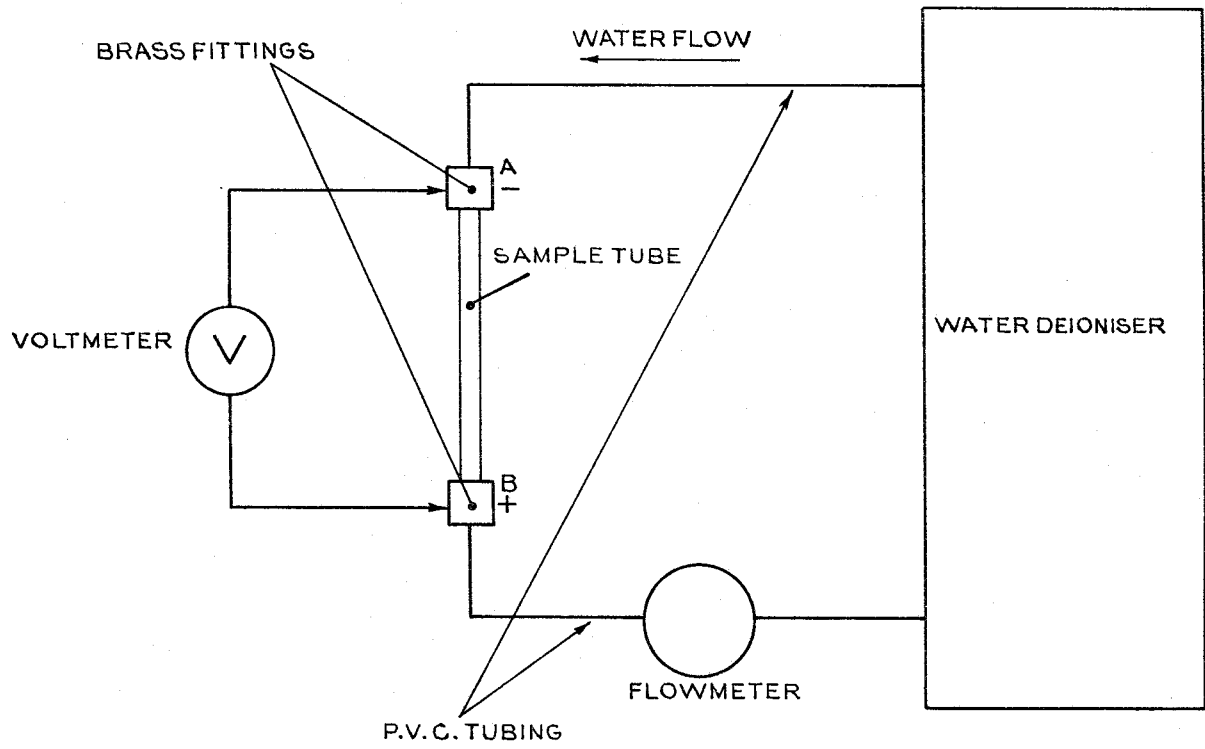 WATER FLOW
BRASS FITTINGS
A
−
SAMPLE TUBE
VOLTMETER
V
WATER DEIONISER
B
+
FLOWMETER
P.V.C. TUBING